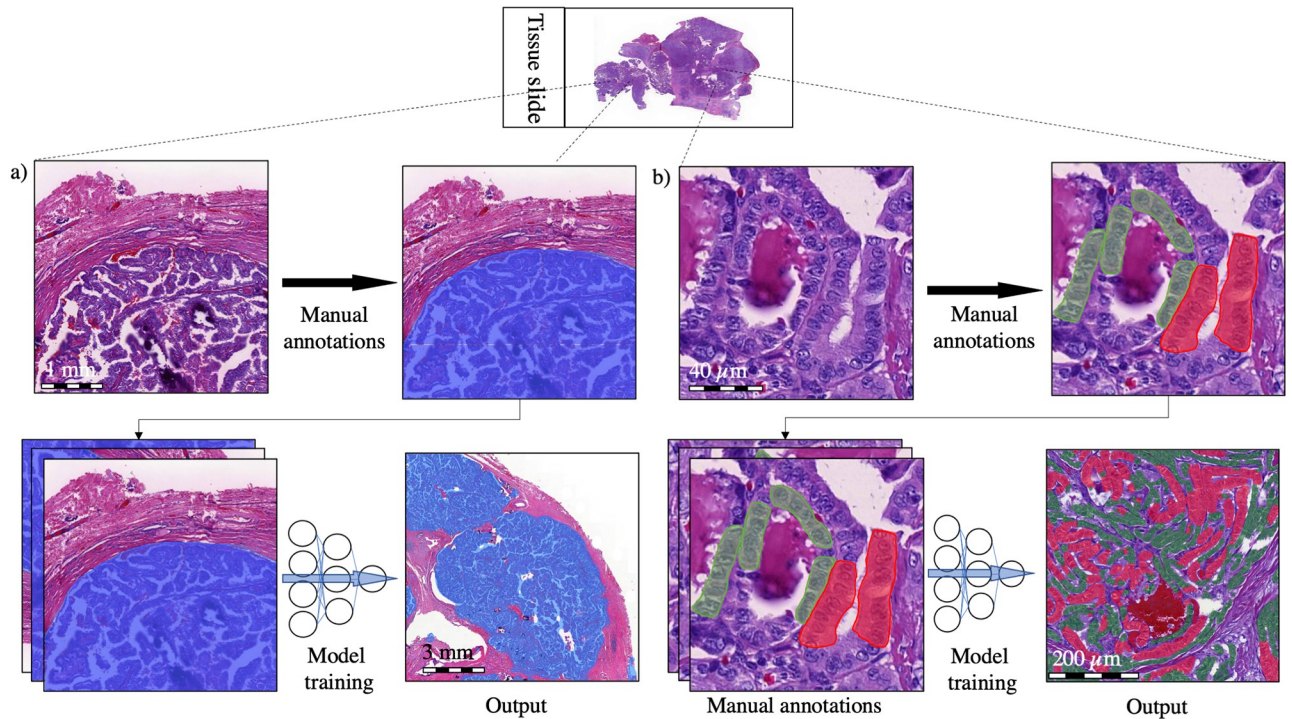 Tissue slide
a)
b)
Manual
annotations
1 mm
Manual
annotations
40 µm
Model
training
3 mm
Output
Manual annotations
Model
training
200 µm
Output